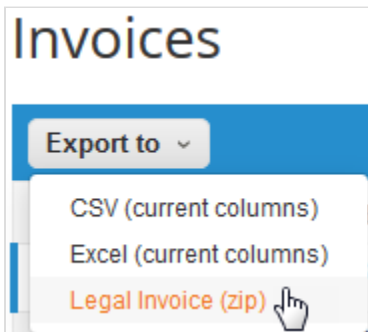 Invoices
Export to
CSV (current columns)
Excel (current columns)
Legal Invoice (zip)